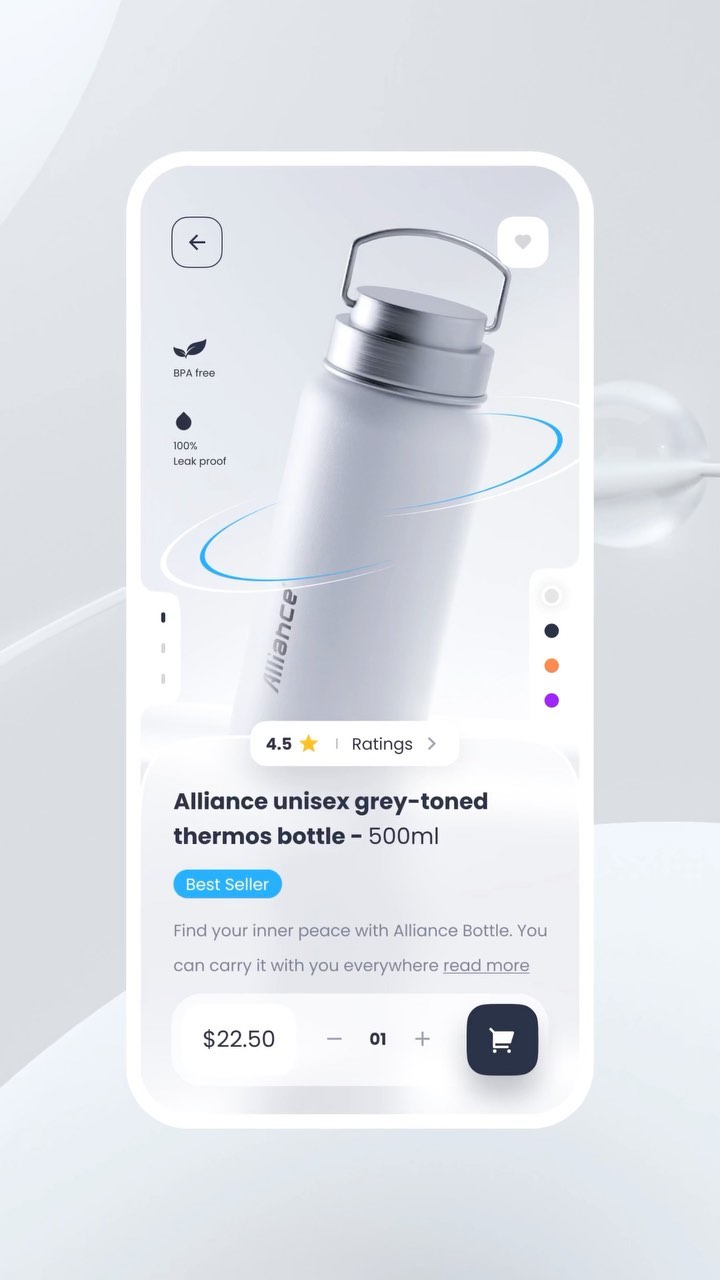 BPA free
100%
Leak proof
Alliance
4.5 | Ratings
Alliance unisex grey-toned
thermos bottle - 500ml
Best Seller
Find your inner peace with Alliance Bottle. You
can carry it with you everywhere read more
$22.50 − 01 +